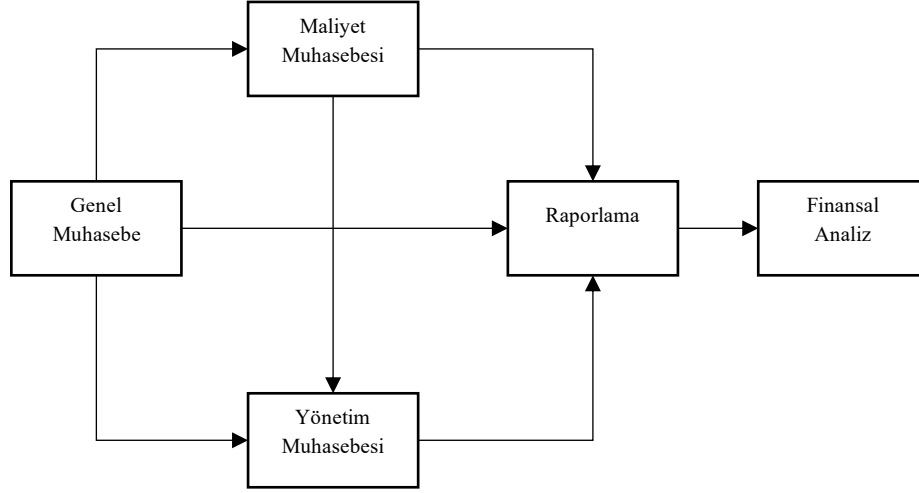 Maliyet
Muhasebesi
Genel
Muhasebe
Raporlama
Finansal
Analiz
Yönetim
Muhasebesi